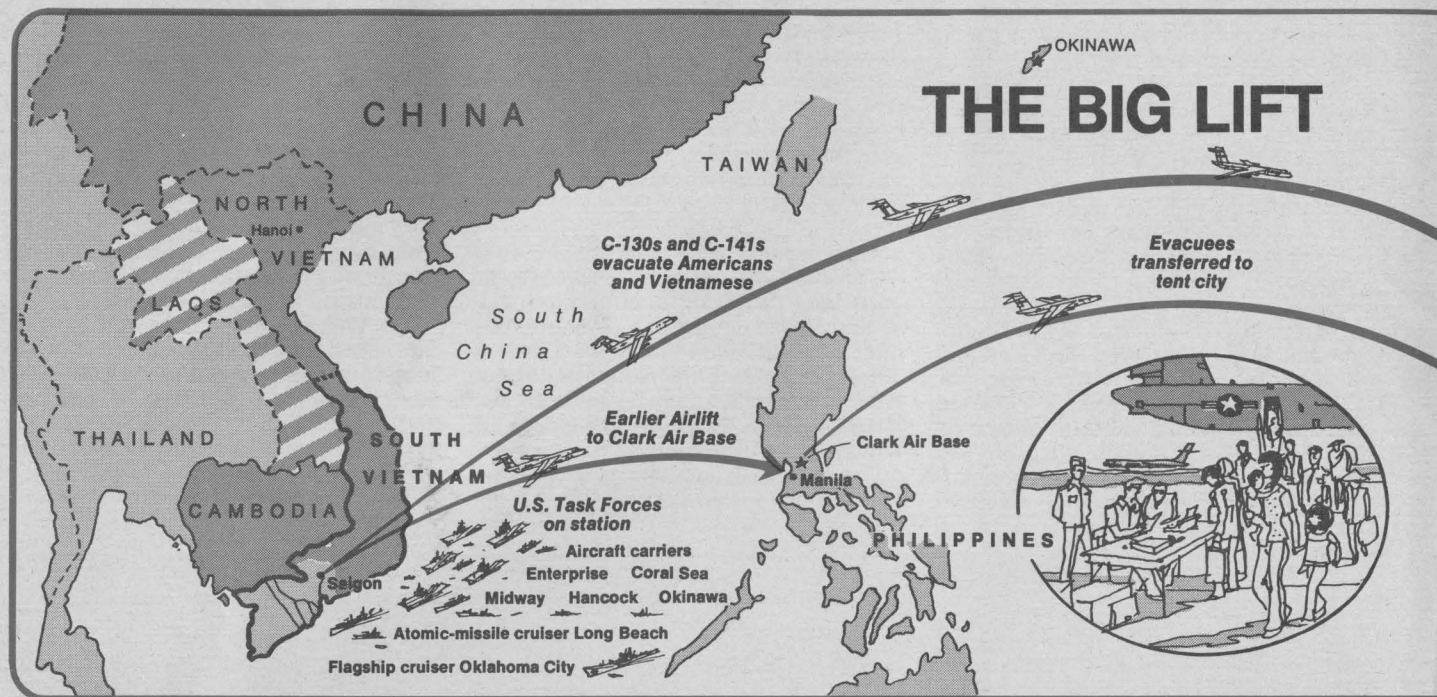 OKINAWA
THE BIG LIFT
CHINA
TAIWAN
NORTH
Hanoi
VIETNAM
LAOS
C-130s and C-141s
evacuate Americans
and Vietnamese
Evacuees
transferred to
tent city
South
China
Sea
Earlier Airlift
to Clark Air Base
THAILAND
SOUTH
VIETNAM
Clark Air Base
Manila
CAMBODIA
U.S. Task Forces
on station
PHILIPPINES
Aircraft carriers
Enterprise Coral Sea
Saigon
Midway Hancock Okinawa
Atomic-missile cruiser Long Beach
Flagship cruiser Oklahoma City